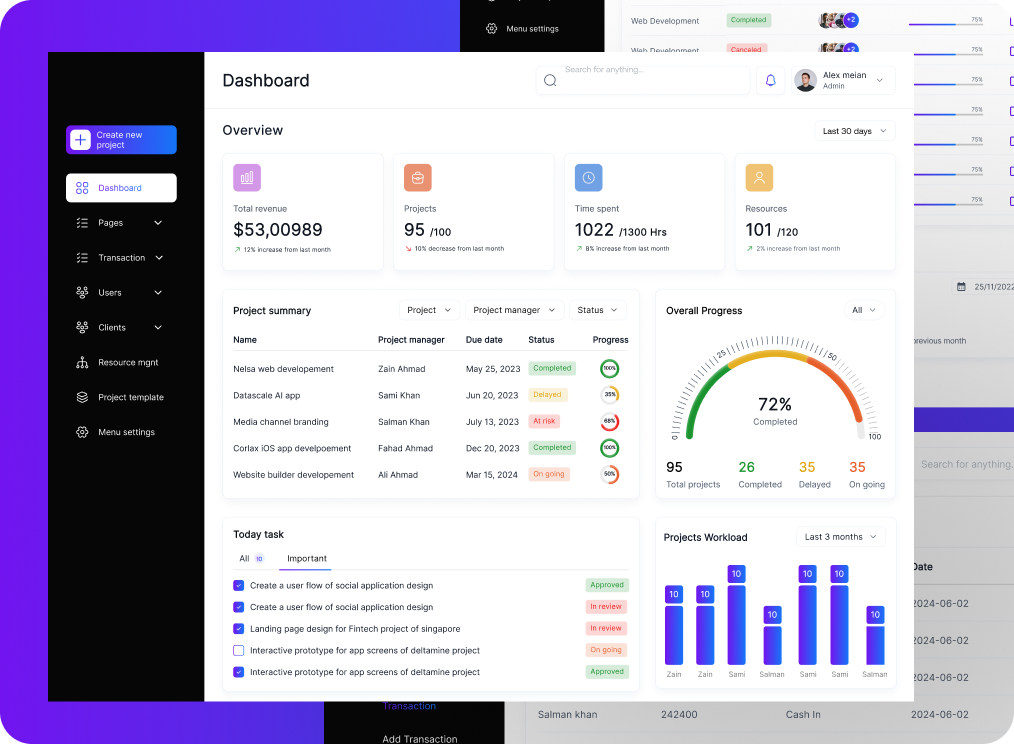 Menu settings
Web Development Completed +2 75%
Web Development Canceled +2 75%
75%
75%
75%
75%
75%
25/11/2022
previous month
Search for anything.
Date
2024-06-02
2024-06-02
2024-06-02
Salman khan 242400 Cash In 2024-06-02
Transaction
Add Transaction
Create new
project
Dashboard
Pages
Transaction
Users
Clients
Resource mgnt
Project template
Menu settings
Dashboard
Search for anything...
Alex meian
Admin
Overview
Last 30 days
Total revenue
$53,00989
12% increase from last month
Projects
95 /100
10% decrease from last month
Time spent
1022 /1300 Hrs
8% increase from last month
Resources
101 /120
2% increase from last month
Project summary
Project
Project manager
Status
Name Project manager Due date Status Progress
Nelsa web developement Zain Ahmad May 25, 2023 Completed 100%
Datascale AI app Sami Khan Jun 20, 2023 Delayed 35%
Media channel branding Salman Khan July 13, 2023 At risk 68%
Corlax iOS app develpoement Fahad Ahmad Dec 20, 2023 Completed 100%
Website builder developement Ali Ahmad Mar 15, 2024 On going 50%
Overall Progress
All
0
25
50
100
72%
Completed
95 26 35 35
Total projects Completed Delayed On going
Today task
All 10 Important
Create a user flow of social application design Approved
Create a user flow of social application design In review
Landing page design for Fintech project of singapore In review
Interactive prototype for app screens of deltamine project On going
Interactive prototype for app screens of deltamine project Approved
Projects Workload
Last 3 months
10 10 10 10 10 10 10
Zain Zain Sami Salman Sami Sami Salman